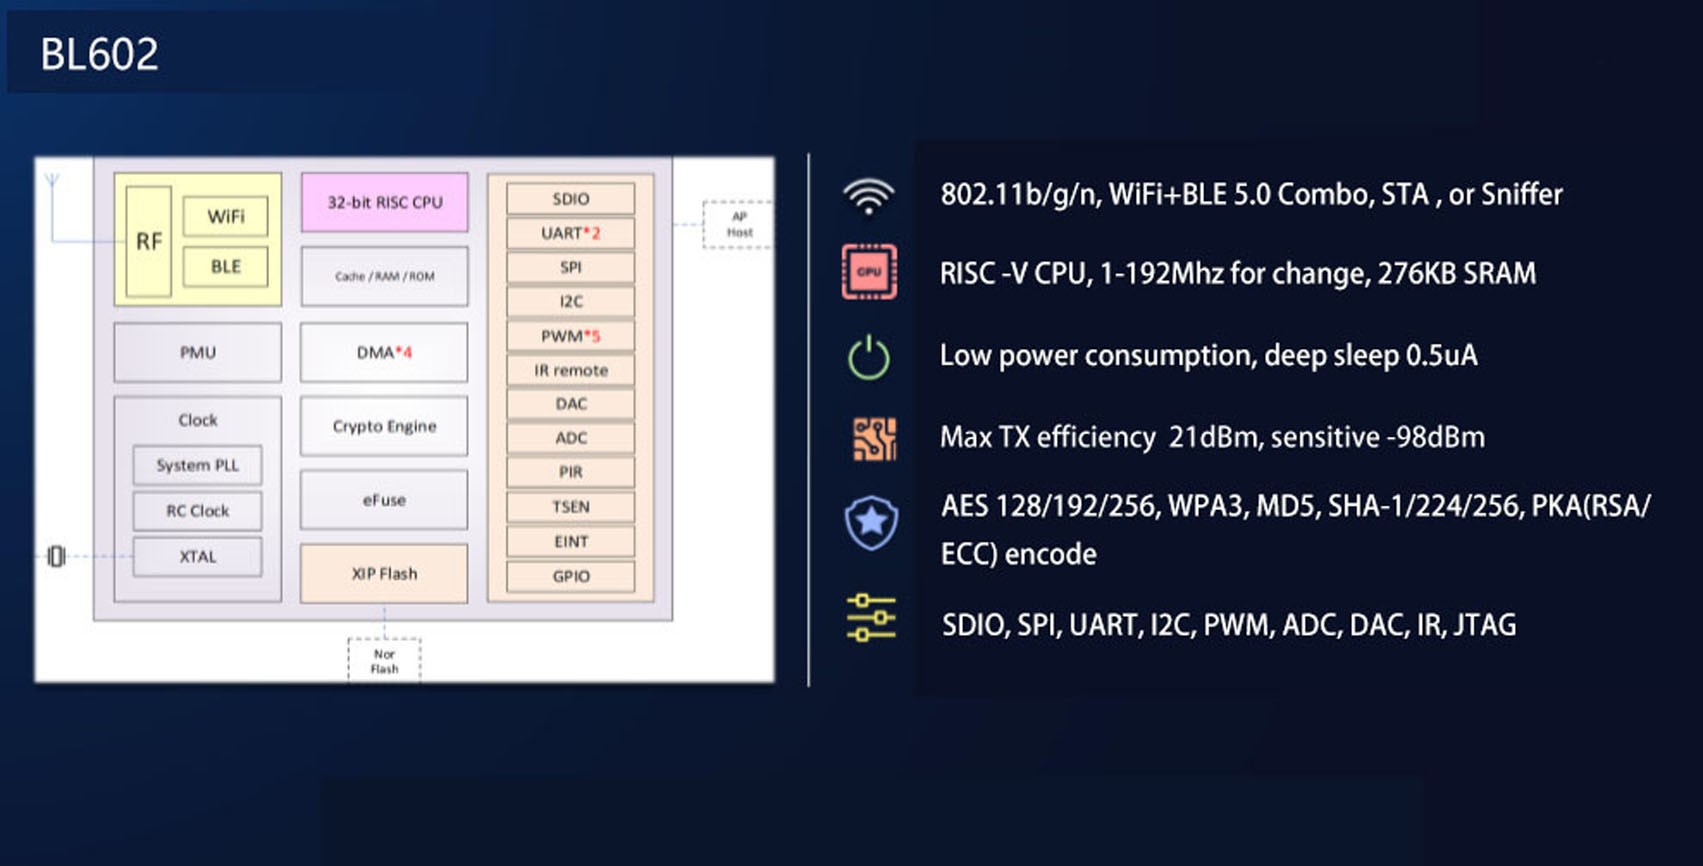 BL602
RF
WiFi
BLE
PMU
Clock
System PLL
RC Clock
XTAL
32-bit RISC CPU
Cache / RAM / ROM
DMA*4
Crypto Engine
eFuse
XIP Flash
Nor
Flash
SDIO
UART*2
SPI
I2C
PWM*5
IR remote
DAC
ADC
PIR
TSEN
EINT
GPIO
AP
Host
802.11b/g/n, WiFi+BLE 5.0 Combo, STA , or Sniffer
CPU
RISC -V CPU, 1-192Mhz for change, 276KB SRAM
Low power consumption, deep sleep 0.5uA
Max TX efficiency 21dBm, sensitive -98dBm
AES 128/192/256, WPA3, MD5, SHA-1/224/256, PKA(RSA/
ECC) encode
SDIO, SPI, UART, I2C, PWM, ADC, DAC, IR, JTAG